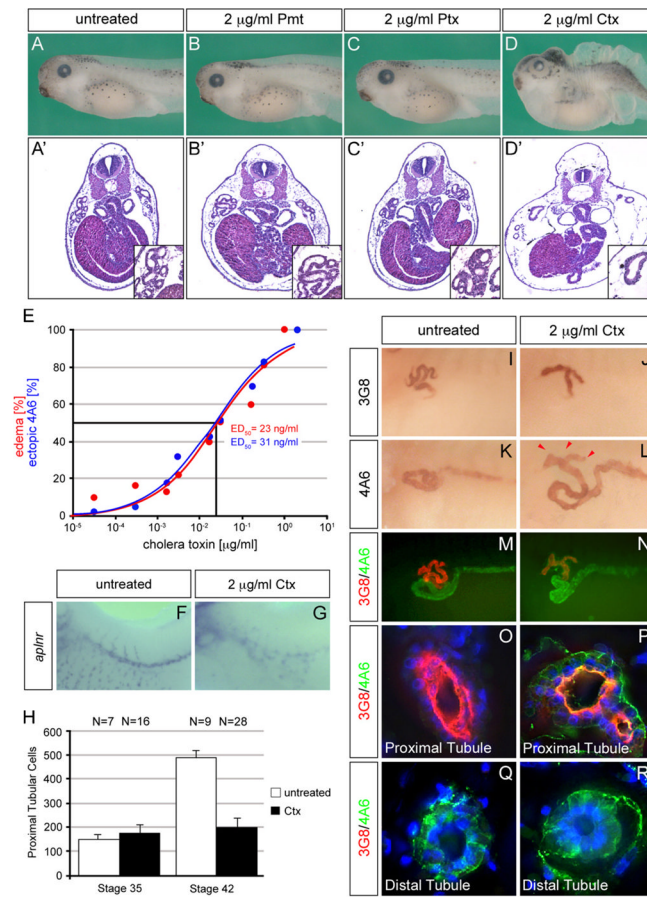 untreated
2 μg/ml Pmt
2 μg/ml Ptx
2 μg/ml Ctx
A
B
C
D
A'
B'
C'
D'
E
100
80
60
40
20
0
edema [%]
ectopic 4A6 [%]
ED50= 23 ng/ml
ED50= 31 ng/ml
10-5
10-4
10-3
10-2
10-1
100
101
cholera toxin [μg/ml]
untreated
2 μg/ml Ctx
aplnr
F
G
H
N=7 N=16 N=9 N=28
600
500
400
300
200
100
0
Proximal Tubular Cells
untreated
Ctx
Stage 35
Stage 42
untreated
2 μg/ml Ctx
3G8
I
J
4A6
K
L
3G8/4A6
M
N
3G8/4A6
O
Proximal Tubule
P
Proximal Tubule
3G8/4A6
Q
Distal Tubule
R
Distal Tubule